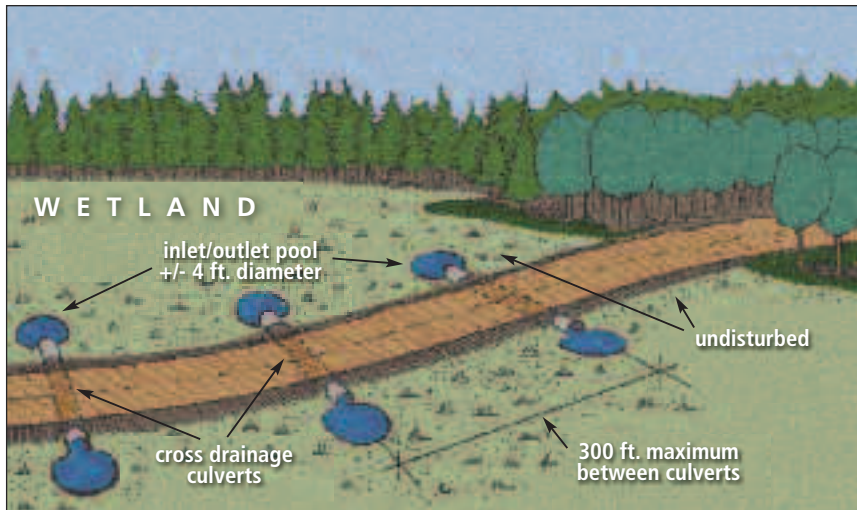 WETLAND
inlet/outlet pool
+/- 4 ft. diameter
undisturbed
cross drainage
culverts
300 ft. maximum
between culverts